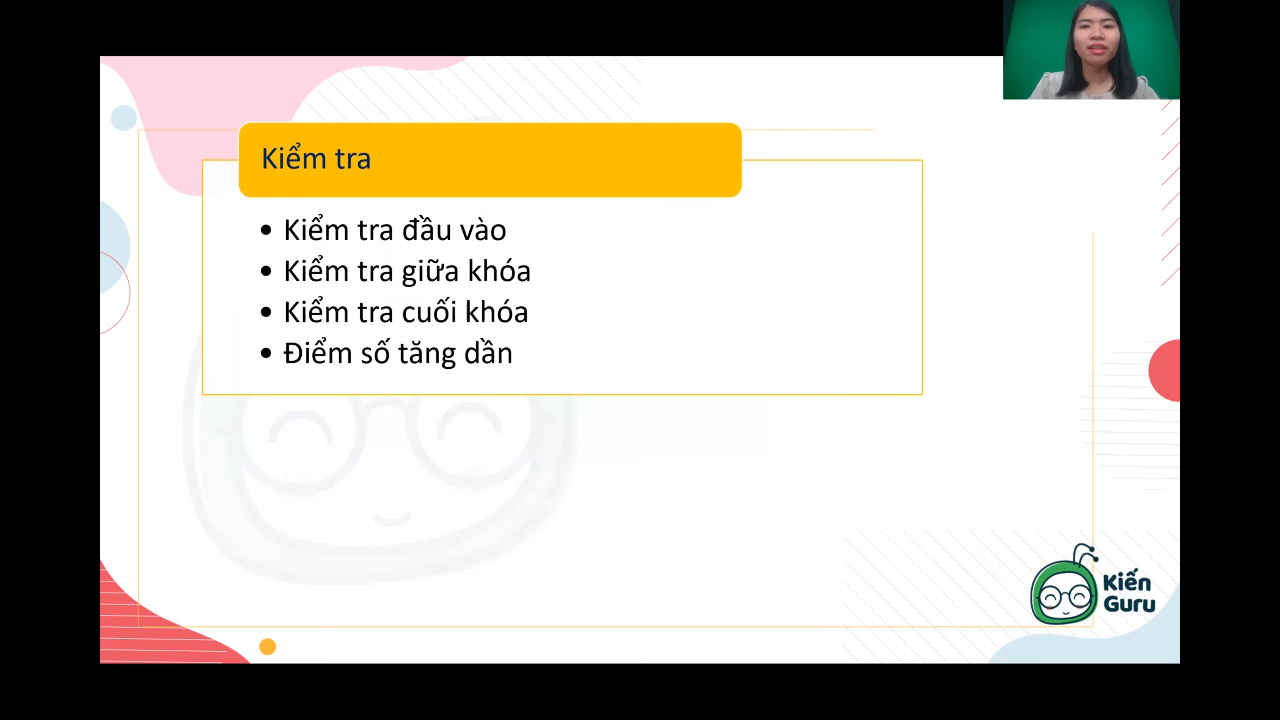 Kiểm tra
• Kiểm tra đầu vào
• Kiểm tra giữa khóa
• Kiểm tra cuối khóa
• Điểm số tăng dần
Kiến
Guru